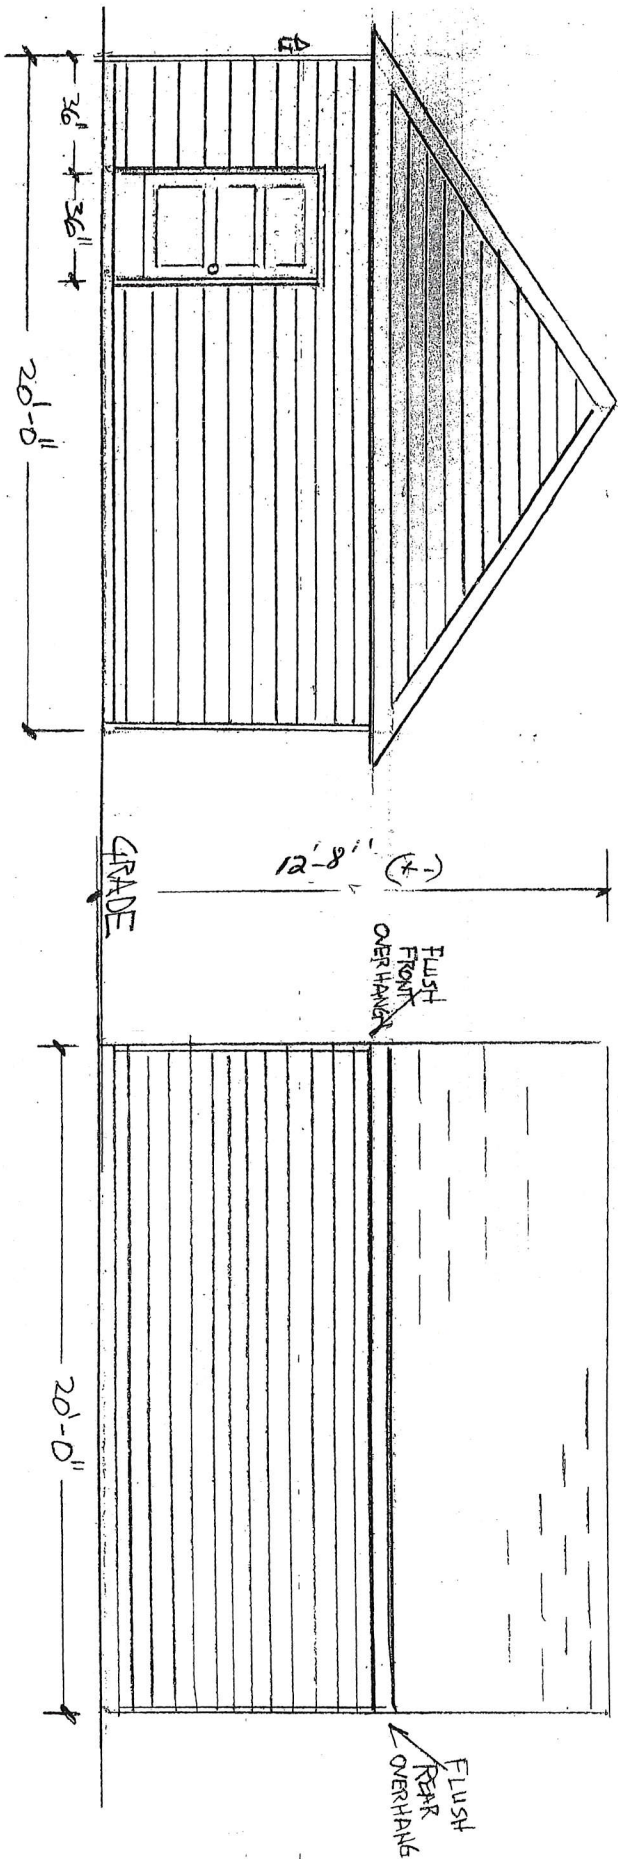 36"
36"
20'-0"
GRADE
12'-8"
(-*)
FLUSH
FRONT
OVERHANG
20'-0"
FLUSH
REAR
OVERHANG